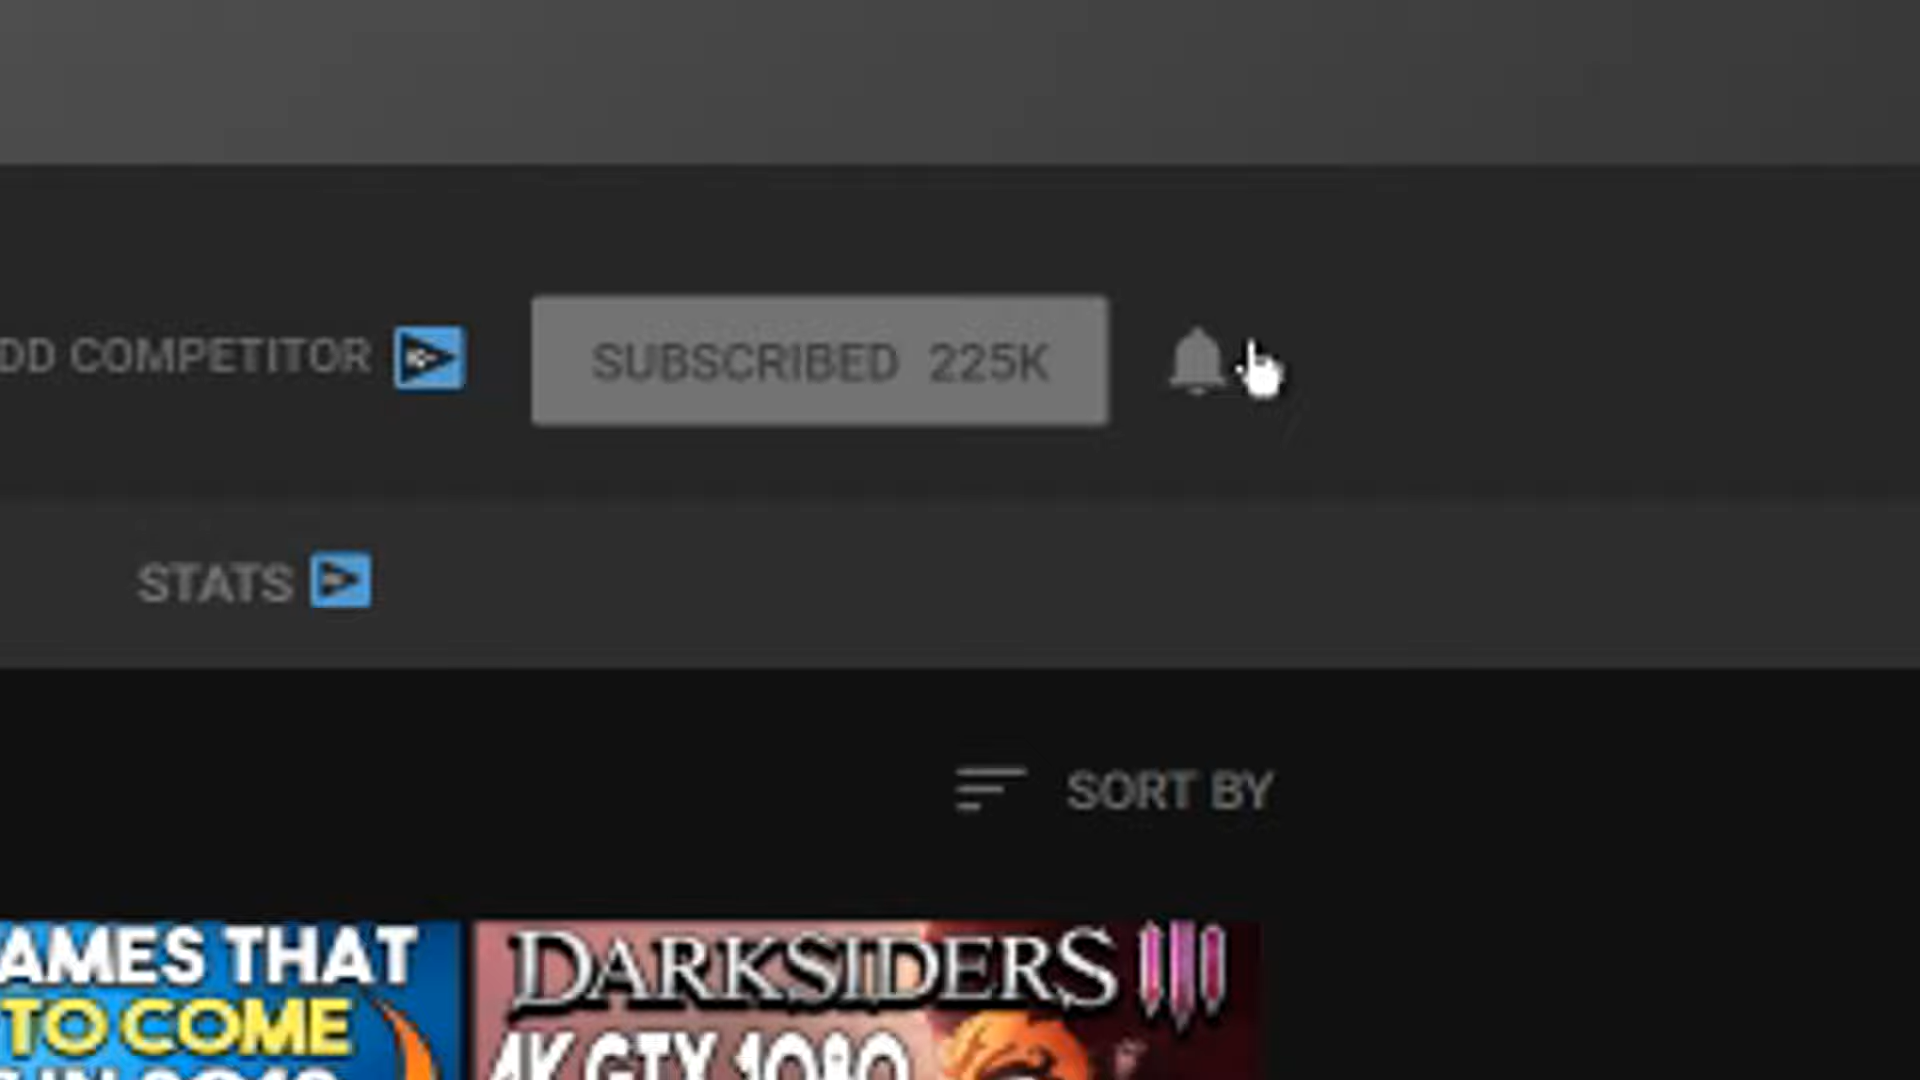 DD COMPETITOR
SUBSCRIBED 225K
STATS
SORT BY
AMES THAT
TO COME
DARKSIDERS III
4K GTX 1080